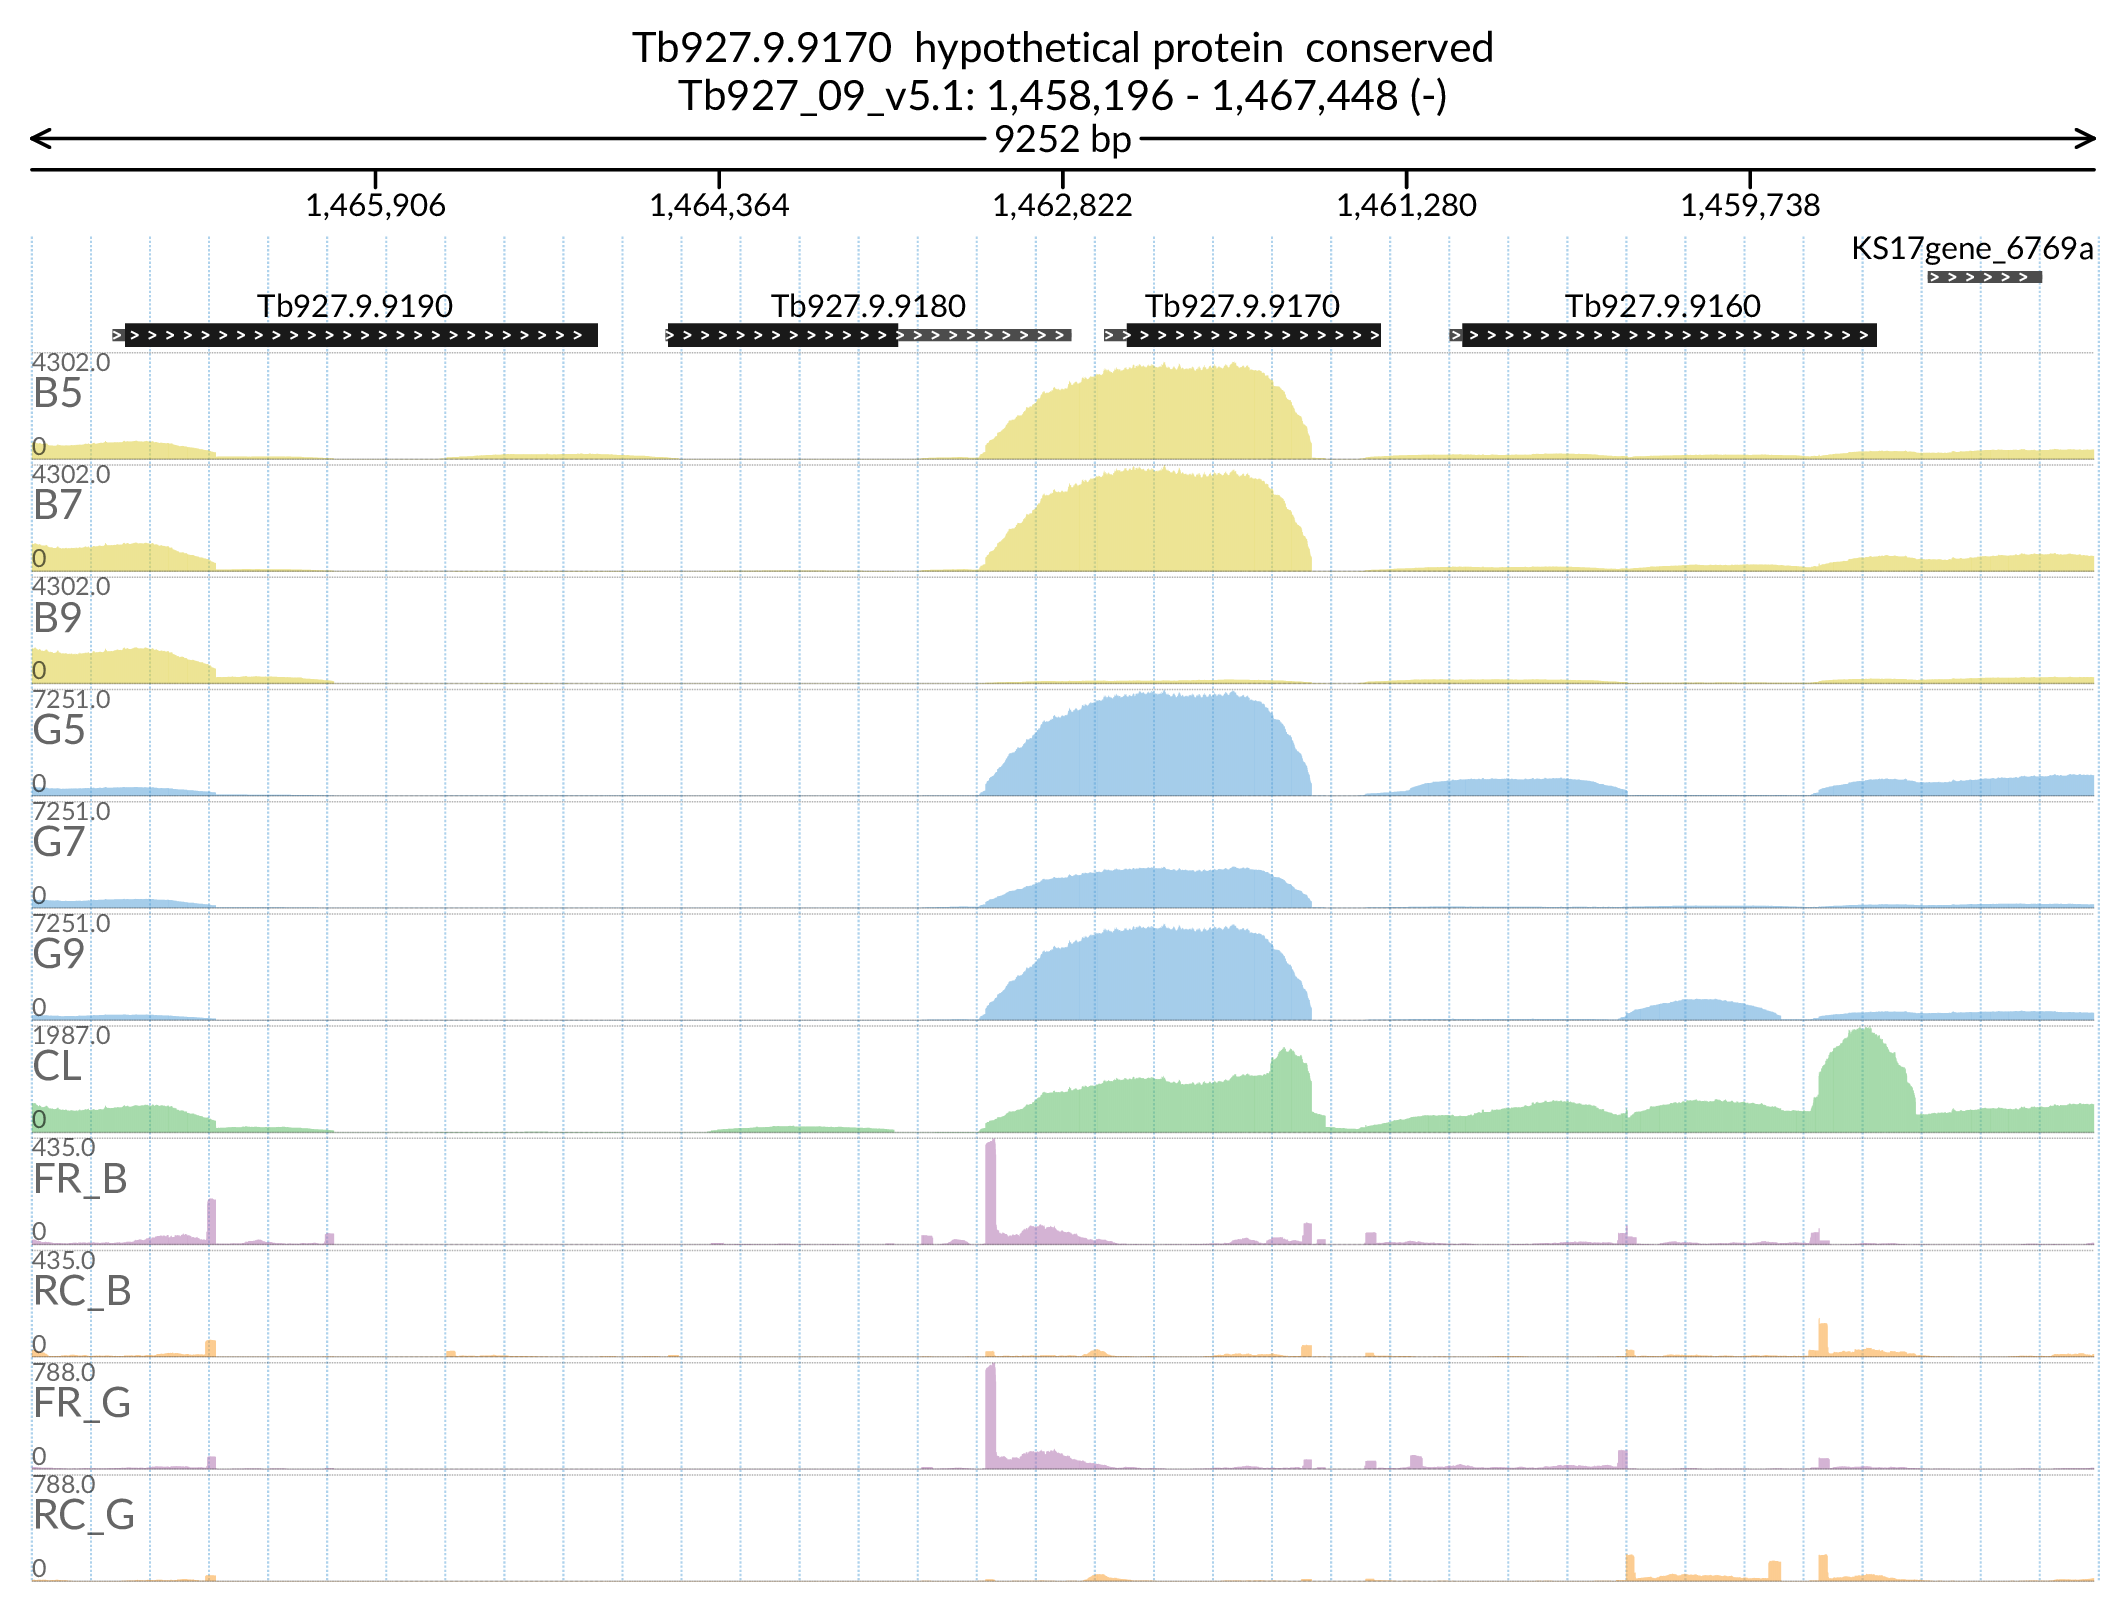 Tb927.9.9170  hypothetical protein  conserved
Tb927_09_v5.1: 1,458,196 - 1,467,448 (-)
9252 bp
1,465,906 1,464,364 1,462,822 1,461,280 1,459,738
KS17gene_6769a
Tb927.9.9190 Tb927.9.9180 Tb927.9.9170 Tb927.9.9160
4302.0
B5
0
4302.0
B7
0
4302.0
B9
0
7251.0
G5
0
7251.0
G7
0
7251.0
G9
0
1987.0
CL
0
435.0
FR_B
0
435.0
RC_B
0
788.0
FR_G
0
788.0
RC_G
0